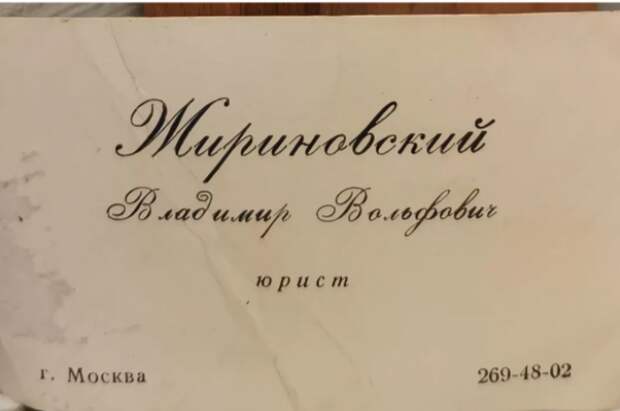 Жириновский
Владимир Вольфович
юрист
г. Москва
269-48-02